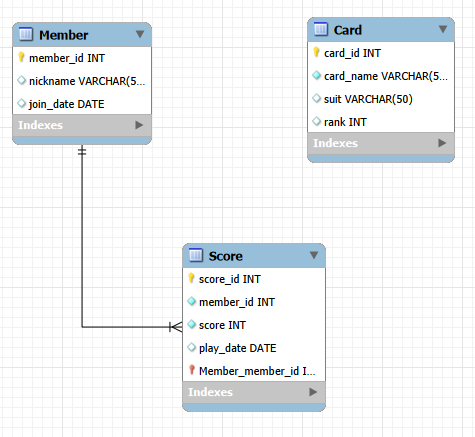 Member
member_id INT
nickname VARCHAR(5...
join_date DATE
Indexes
Card
card_id INT
card_name VARCHAR(5...
suit VARCHAR(50)
rank INT
Indexes
Score
score_id INT
member_id INT
score INT
play_date DATE
Member_member_id I...
Indexes